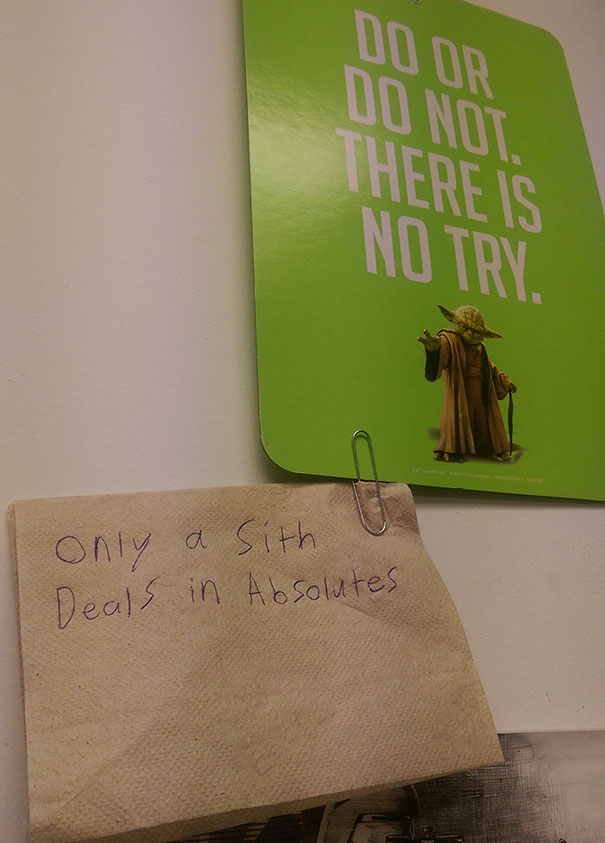 DO OR
DO NOT.
THERE IS
NO TRY.
only a Sith
Deals in Absolutes